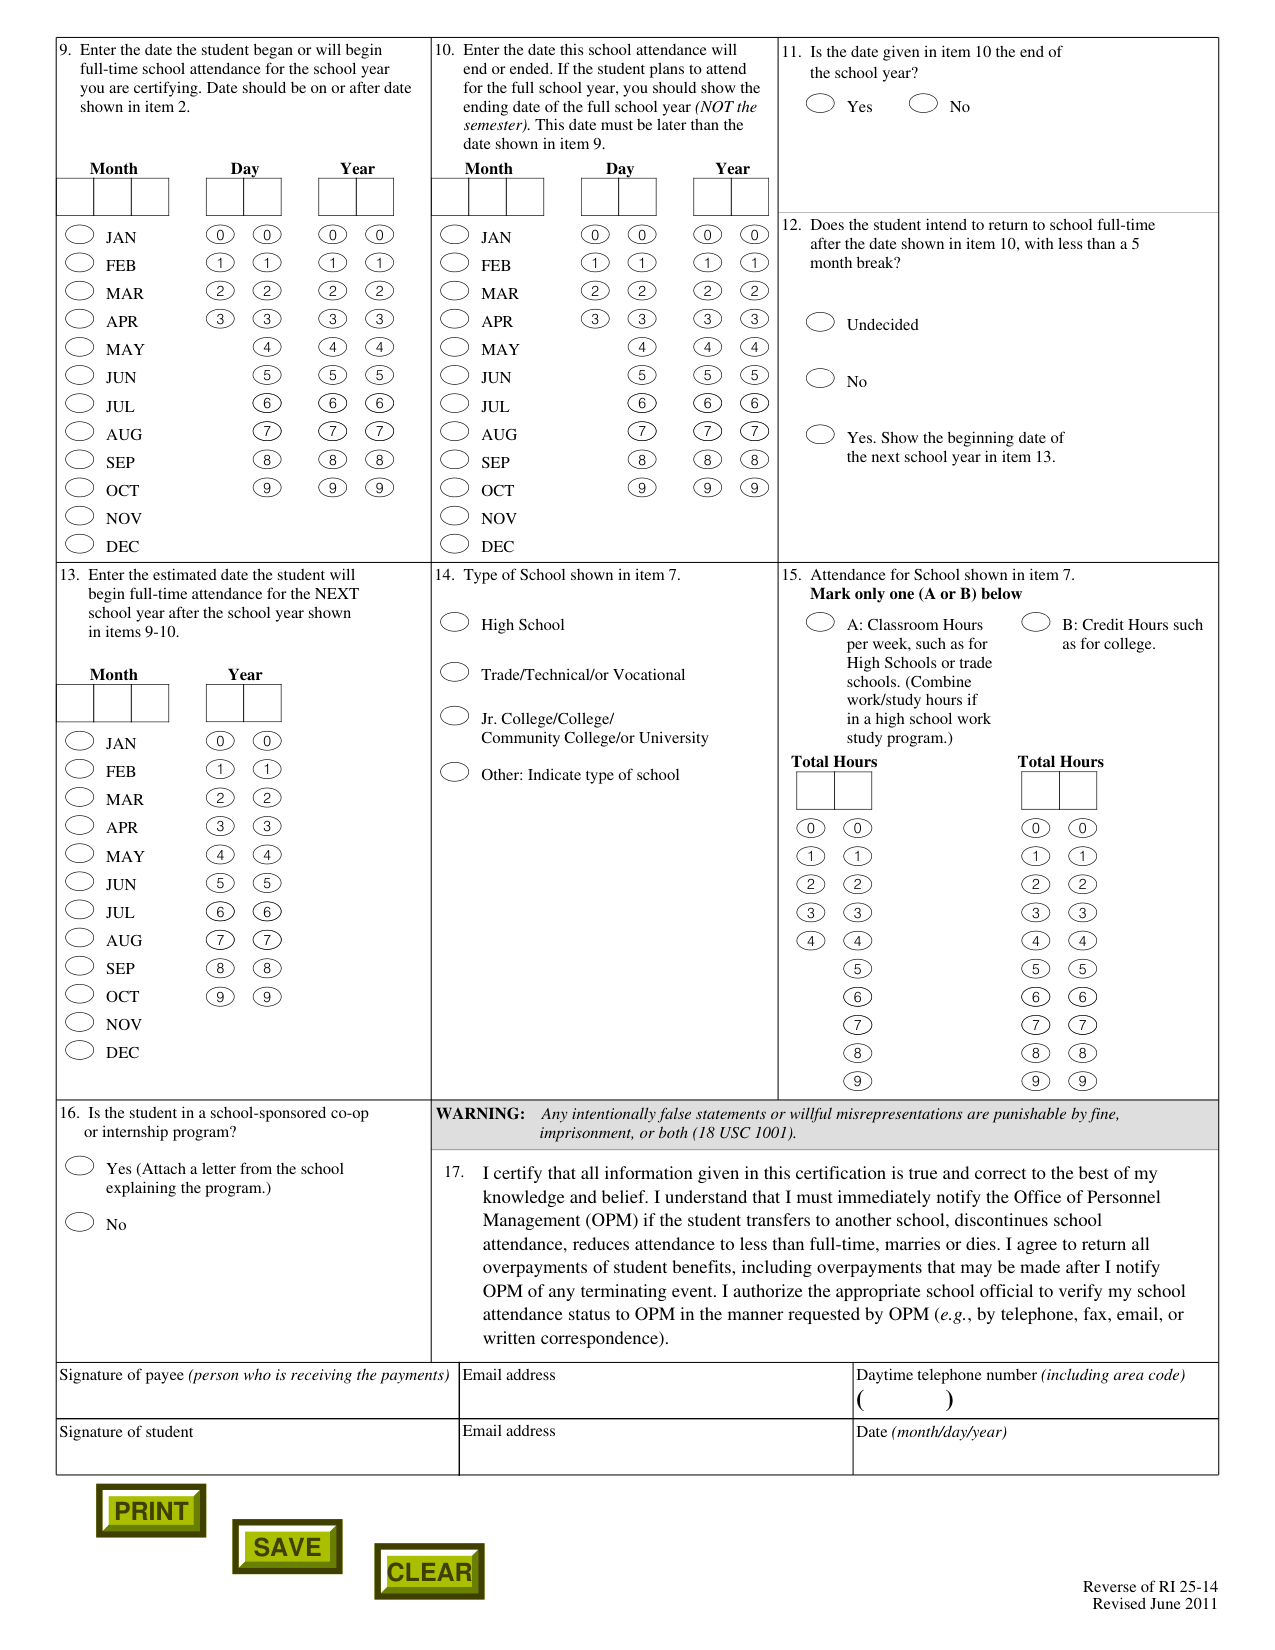 9. Enter the date the student began or will begin
full-time school attendance for the school year
you are certifying. Date should be on or after date
shown in item 2.
Month Day Year
JAN 0 0 0 0
FEB 1 1 1 1
MAR 2 2 2 2
APR 3 3 3 3
MAY 4 4 4
JUN 5 5 5
JUL 6 6 6
AUG 7 7 7
SEP 8 8 8
OCT 9 9 9
NOV
DEC
10. Enter the date this school attendance will
end or ended. If the student plans to attend
for the full school year, you should show the
ending date of the full school year (NOT the
semester). This date must be later than the
date shown in item 9.
Month Day Year
JAN 0 0 0 0
FEB 1 1 1 1
MAR 2 2 2 2
APR 3 3 3 3
MAY 4 4 4
JUN 5 5 5
JUL 6 6 6
AUG 7 7 7
SEP 8 8 8
OCT 9 9 9
NOV
DEC
11. Is the date given in item 10 the end of
the school year?
Yes No
12. Does the student intend to return to school full-time
after the date shown in item 10, with less than a 5
month break?
Undecided
No
Yes. Show the beginning date of
the next school year in item 13.
13. Enter the estimated date the student will
begin full-time attendance for the NEXT
school year after the school year shown
in items 9-10.
Month Year
JAN 0 0
FEB 1 1
MAR 2 2
APR 3 3
MAY 4 4
JUN 5 5
JUL 6 6
AUG 7 7
SEP 8 8
OCT 9 9
NOV
DEC
14. Type of School shown in item 7.
High School
Trade/Technical/or Vocational
Jr. College/College/
Community College/or University
Other: Indicate type of school
15. Attendance for School shown in item 7.
Mark only one (A or B) below
A: Classroom Hours
per week, such as for
High Schools or trade
schools. (Combine
work/study hours if
in a high school work
study program.)
B: Credit Hours such
as for college.
Total Hours Total Hours
0 0 0 0
1 1 1 1
2 2 2 2
3 3 3 3
4 4 4 4
5 5 5
6 6 6
7 7 7
8 8 8
9 9 9
16. Is the student in a school-sponsored co-op
or internship program?
Yes (Attach a letter from the school
explaining the program.)
No
WARNING: Any intentionally false statements or willful misrepresentations are punishable by fine,
imprisonment, or both (18 USC 1001).
17. I certify that all information given in this certification is true and correct to the best of my
knowledge and belief. I understand that I must immediately notify the Office of Personnel
Management (OPM) if the student transfers to another school, discontinues school
attendance, reduces attendance to less than full-time, marries or dies. I agree to return all
overpayments of student benefits, including overpayments that may be made after I notify
OPM of any terminating event. I authorize the appropriate school official to verify my school
attendance status to OPM in the manner requested by OPM (e.g., by telephone, fax, email, or
written correspondence).
Signature of payee (person who is receiving the payments) Email address Daytime telephone number (including area code)
( )
Signature of student Email address Date (month/day/year)
PRINT
SAVE
CLEAR
Reverse of RI 25-14
Revised June 2011